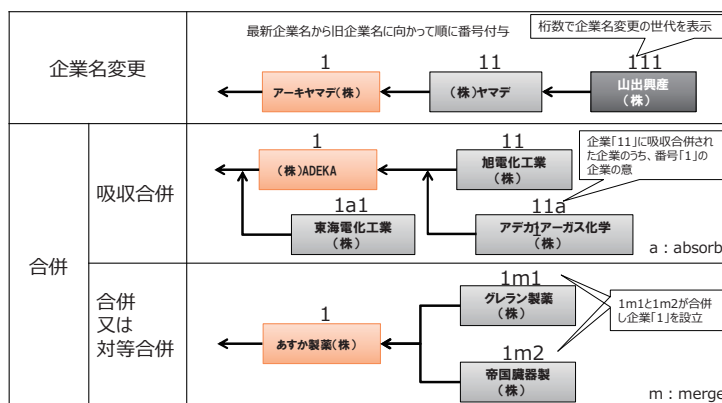 最新企業名から旧企業名に向かって順に番号付与
桁数で企業名変更の世代を表示
企業名変更
1
11
111
アーキヤマデ(株)
(株)ヤマデ
山出興産
(株)
合併
吸収合併
1
11
企業「11」に吸収合併さ
れた企業のうち、番号「1」の
企業の意
(株)ADEKA
旭電化工業
(株)
1a1
11a
1
東海電化工業
(株)
アデカ・アーガス化学
(株)
a:absorb
合併
又は
対等合併
1
1m1
グレラン製薬
(株)
1m1と1m2が合併
し企業「1」を設立
あすか製薬(株)
1m2
帝国臓器製
(株)
m:merge